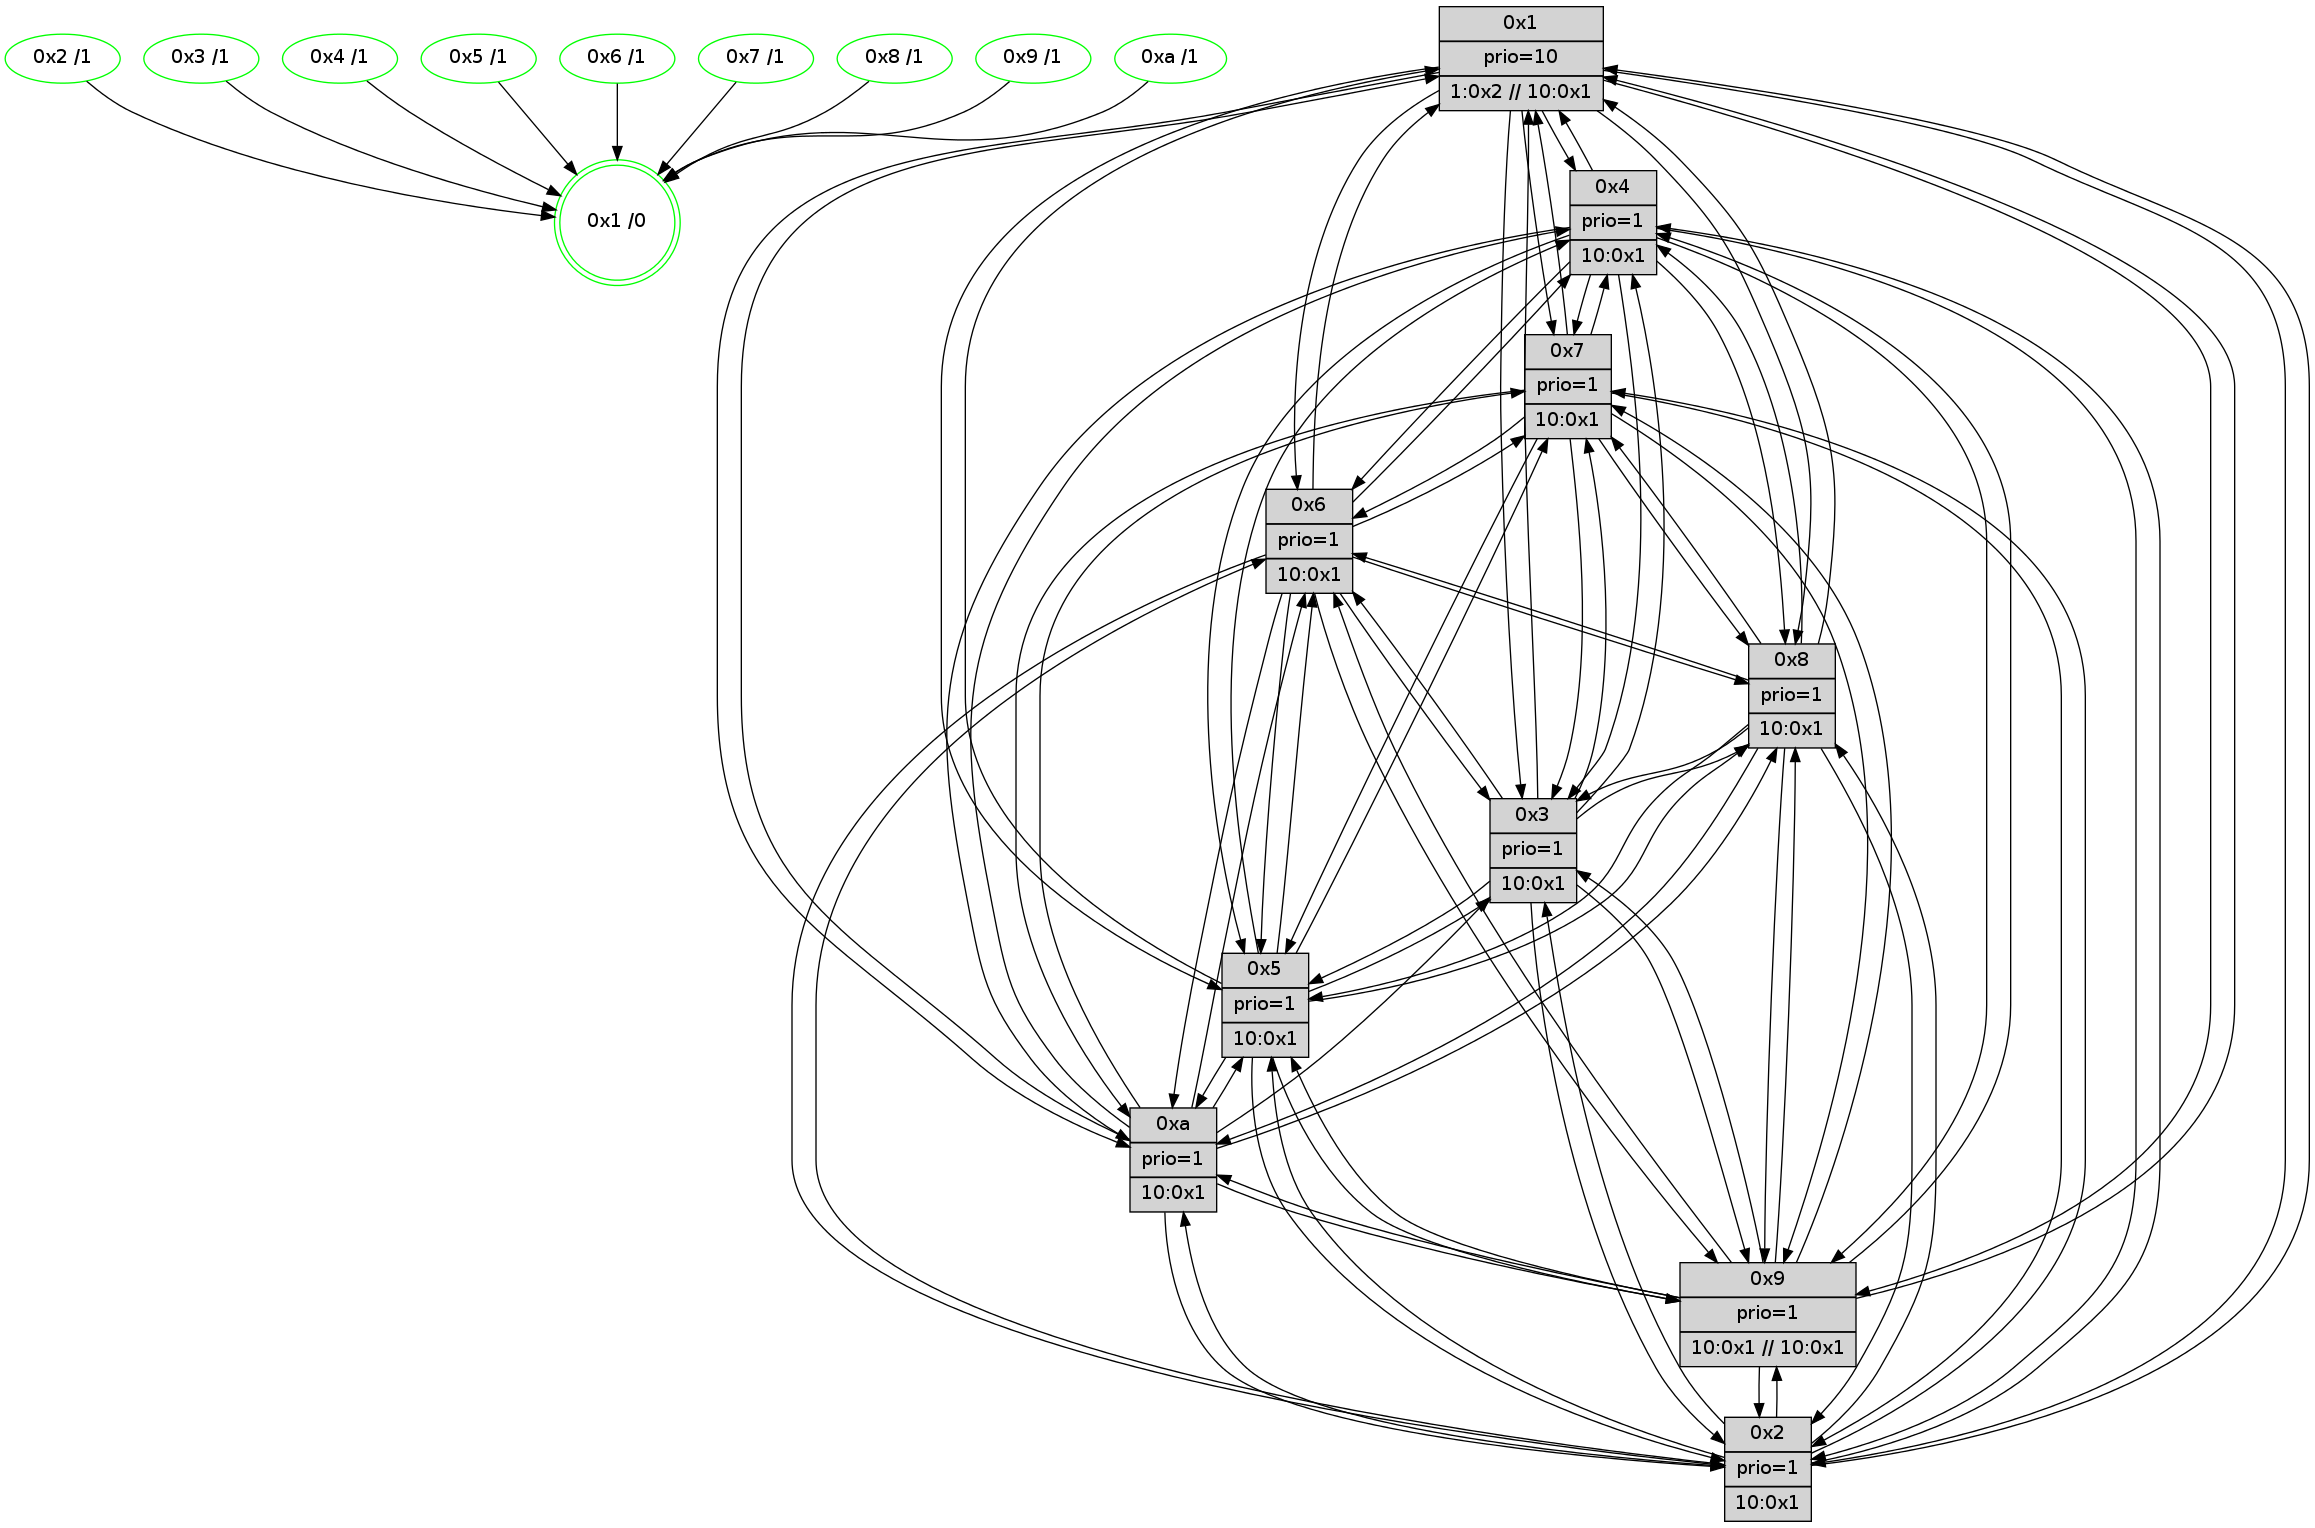 0x2 /1
0x3 /1
0x4 /1
0x5 /1
0x6 /1
0x7 /1
0x8 /1
0x9 /1
0xa /1
0x1 /0
0x1
prio=10
1:0x2 // 10:0x1
0x4
prio=1
10:0x1
0x7
prio=1
10:0x1
0x6
prio=1
10:0x1
0x8
prio=1
10:0x1
0x3
prio=1
10:0x1
0x5
prio=1
10:0x1
0xa
prio=1
10:0x1
0x9
prio=1
10:0x1 // 10:0x1
0x2
prio=1
10:0x1